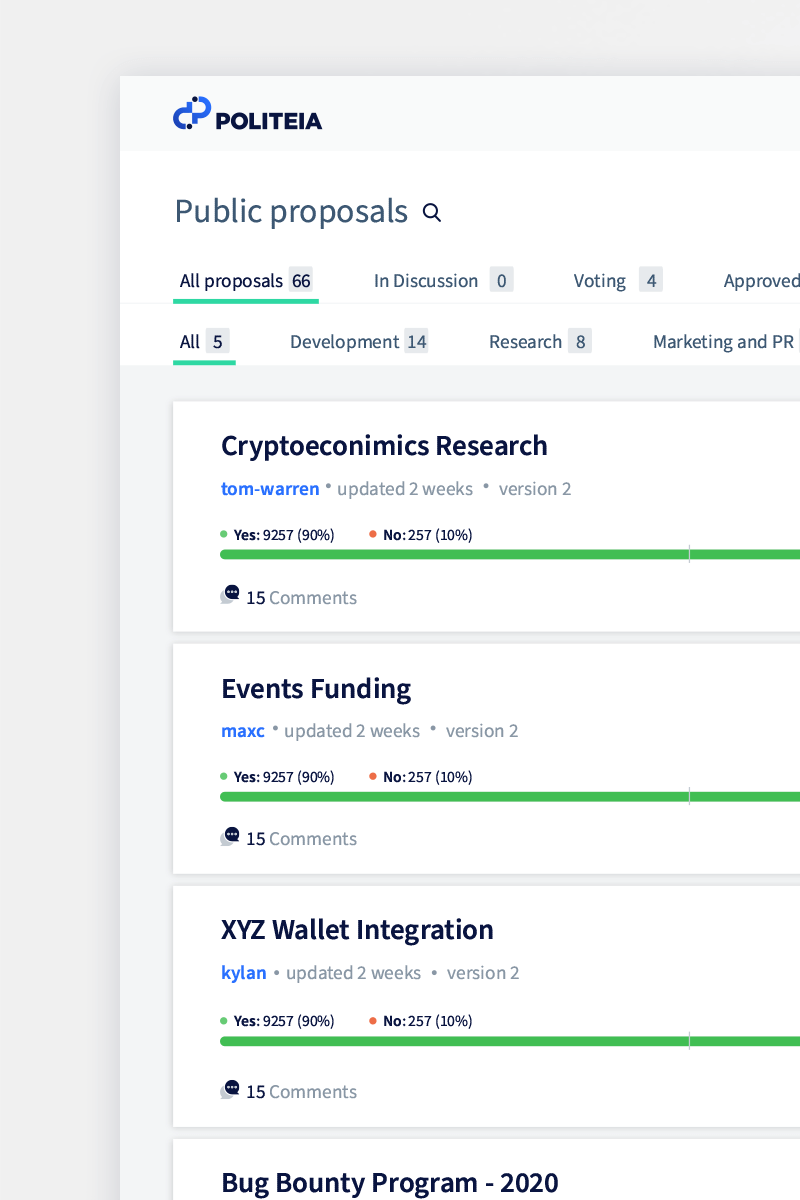 POLITEIA
Public proposals
All proposals 66 In Discussion 0 Voting 4 Approved
All 5 Development 14 Research 8 Marketing and PR
Cryptoeconimics Research
tom-warren • updated 2 weeks • version 2
Yes: 9257 (90%) No: 257 (10%)
15 Comments
Events Funding
maxc • updated 2 weeks • version 2
Yes: 9257 (90%) No: 257 (10%)
15 Comments
XYZ Wallet Integration
kylan • updated 2 weeks • version 2
Yes: 9257 (90%) No: 257 (10%)
15 Comments
Bug Bounty Program - 2020